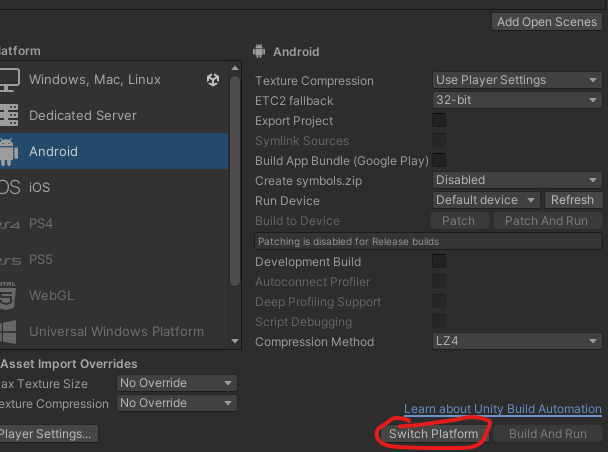 Add Open Scenes
latform
Windows, Mac, Linux
Dedicated Server
Android
iOS
iOS
PS4
PS4
PS5
PS5
HTML
WebGL
Universal Windows Platform
Android
Texture Compression Use Player Settings
ETC2 fallback 32-bit
Export Project
Symlink Sources
Build App Bundle (Google Play)
Create symbols.zip Disabled
Run Device Default device Refresh
Build to Device Patch Patch And Run
Patching is disabled for Release builds
Development Build
Autoconnect Profiler
Deep Profiling Support
Script Debugging
Compression Method LZ4
Asset Import Overrides
ax Texture Size No Override
exture Compression No Override
Learn about Unity Build Automation
Player Settings... Switch Platform Build And Run